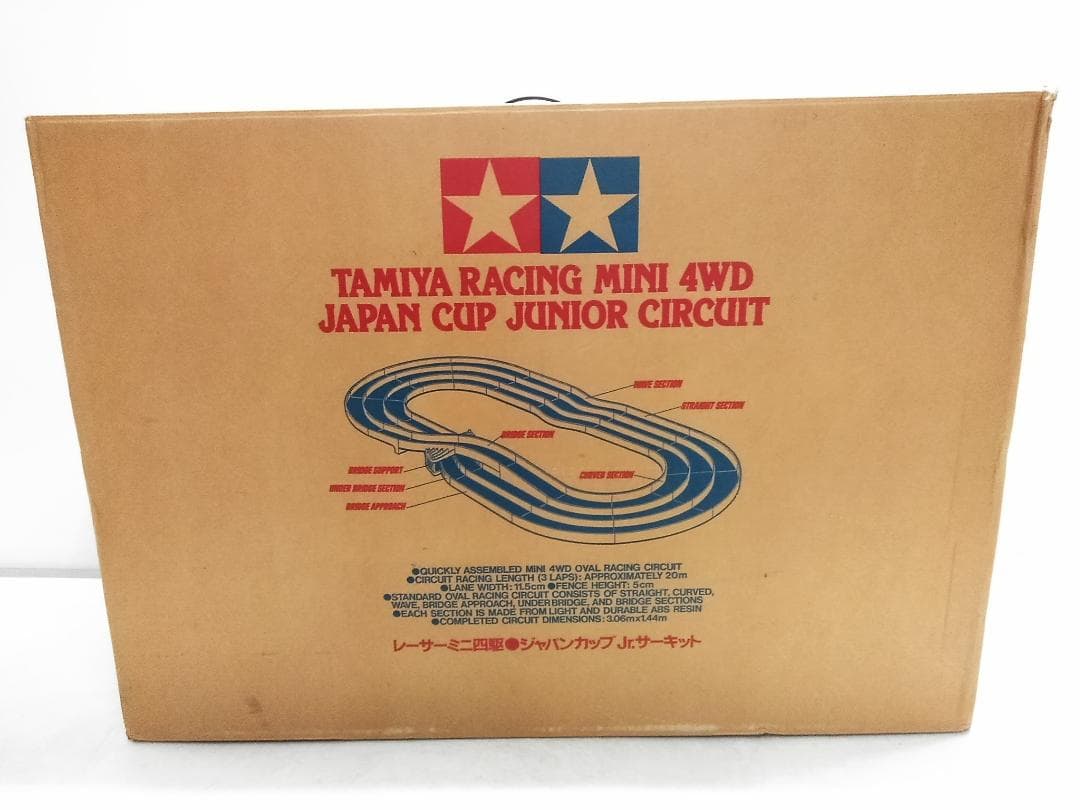 TAMIYA RACING MINI 4WD
JAPAN CUP JUNIOR CIRCUIT
WAVE SECTION
STRAIGHT SECTION
BRIDGE SECTION
BRIDGE SUPPORT
CURVED SECTION
UNDER BRIDGE SECTION
BRIDGE APPROACH
●QUICKLY ASSEMBLED MINI 4WD OVAL RACING CIRCUIT
●CIRCUIT RACING LENGTH (3 LAPS): APPROXIMATELY 20m
●LANE WIDTH: 11.5cm ●FENCE HEIGHT: 5cm
●STANDARD OVAL RACING CIRCUIT CONSISTS OF STRAIGHT, CURVED,
WAVE, BRIDGE APPROACH, UNDER BRIDGE, AND BRIDGE SECTIONS
●EACH SECTION IS MADE FROM LIGHT AND DURABLE ABS RESIN
●COMPLETED CIRCUIT DIMENSIONS: 3.06m×1.44m
レーサーミニ四駆●ジャパンカップ Jr.サーキット